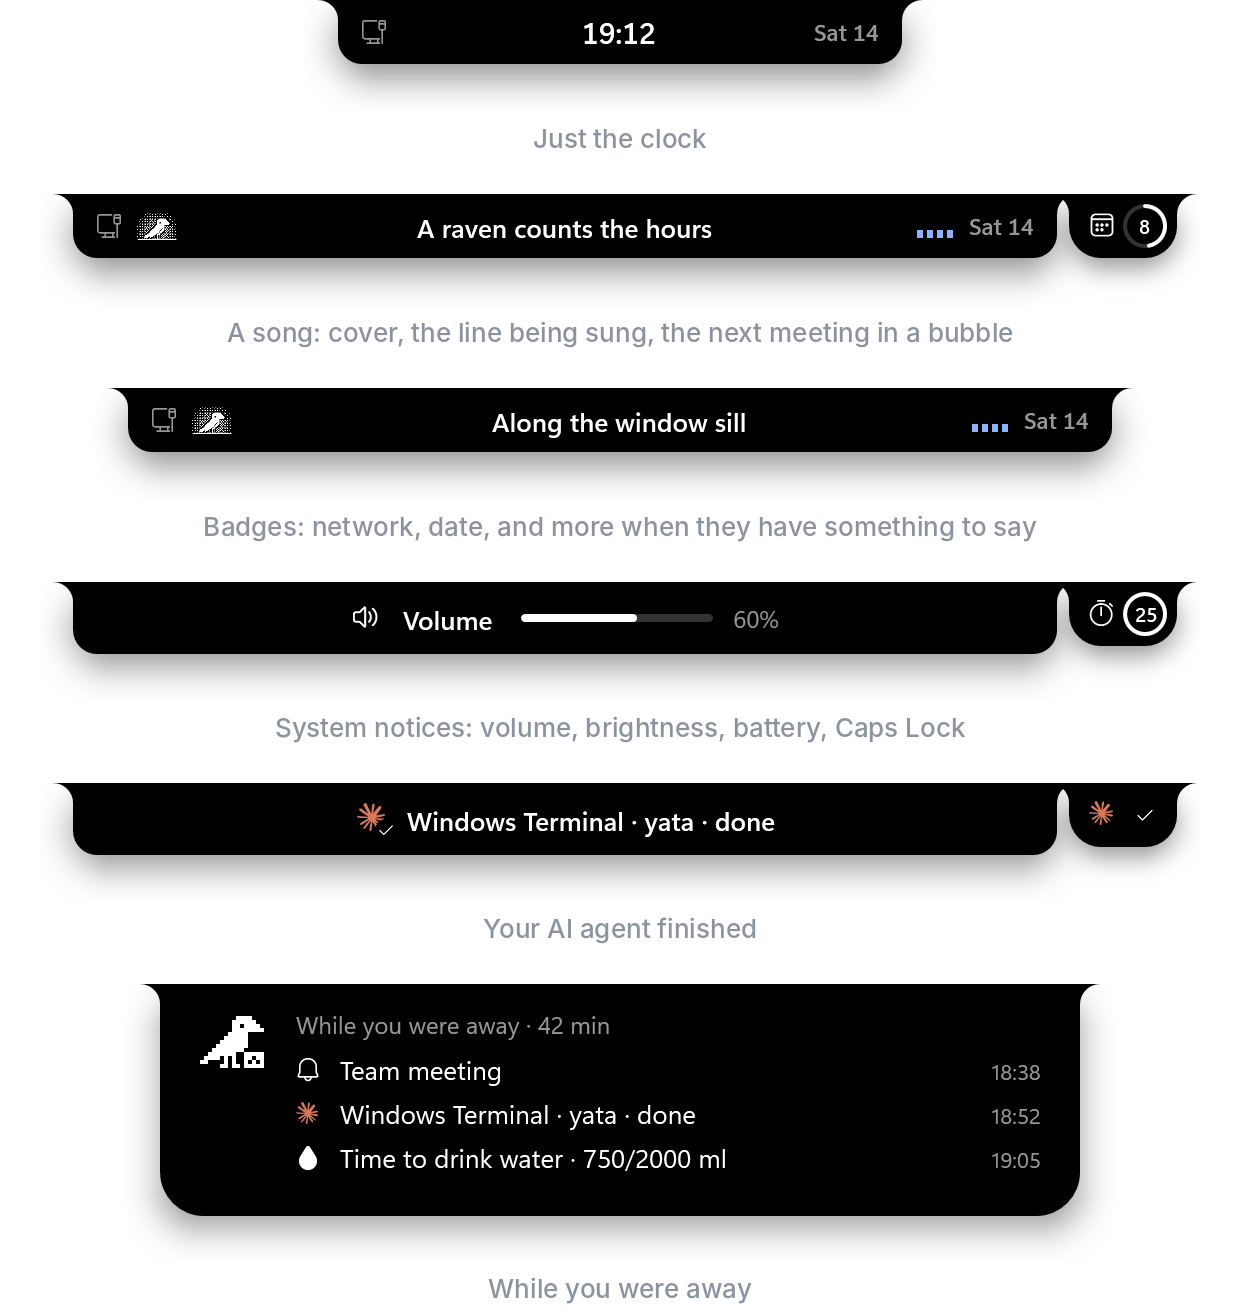 19:12 Sat 14
Just the clock
A raven counts the hours Sat 14 8
A song: cover, the line being sung, the next meeting in a bubble
Along the window sill Sat 14
Badges: network, date, and more when they have something to say
Volume 60% 25
System notices: volume, brightness, battery, Caps Lock
Windows Terminal · yata · done
Your AI agent finished
While you were away · 42 min
Team meeting 18:38
Windows Terminal · yata · done 18:52
Time to drink water · 750/2000 ml 19:05
While you were away